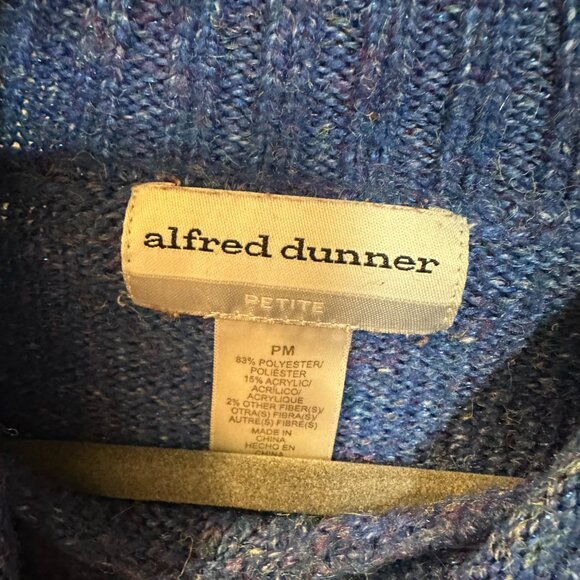 alfred dunner
PETITE
PM
83% POLYESTER/
POLIÉSTER
15% ACRYLIC/
ACRÍLICO/
ACRYLIQUE
2% OTHER FIBER(S)/
OTRA(S) FIBRA(S)/
AUTRE(S) FIBRE(S)
MADE IN
CHINA
HECHO EN
CHINA